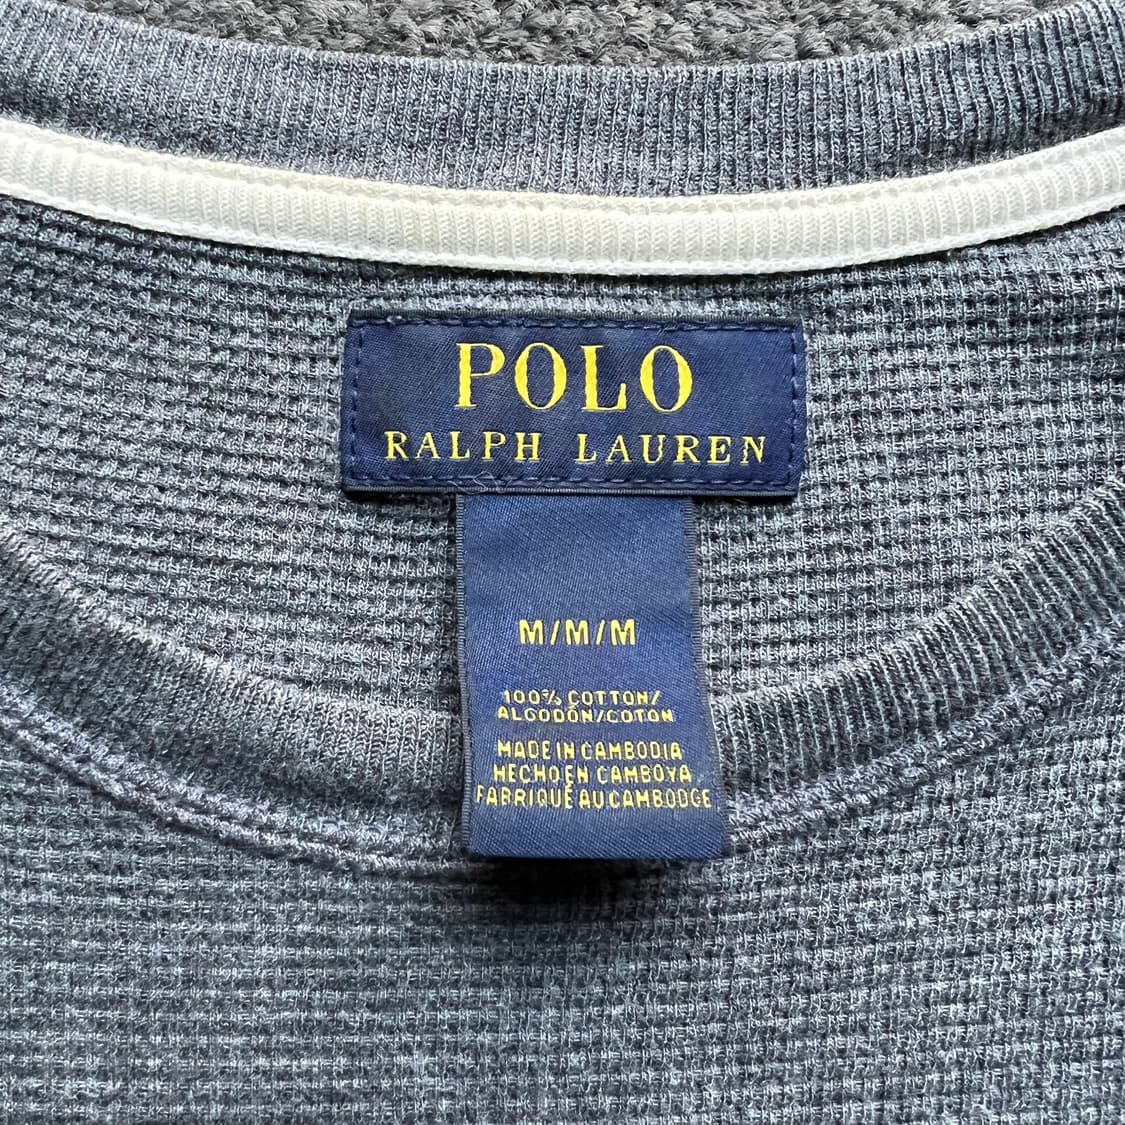 POLO
RALPH LAUREN
M/M/M
100% COTTON/
ALGODÓN/COTON
MADE IN CAMBODIA
HECHO EN CAMBOYA
FABRIQUÉ AU CAMBODGE